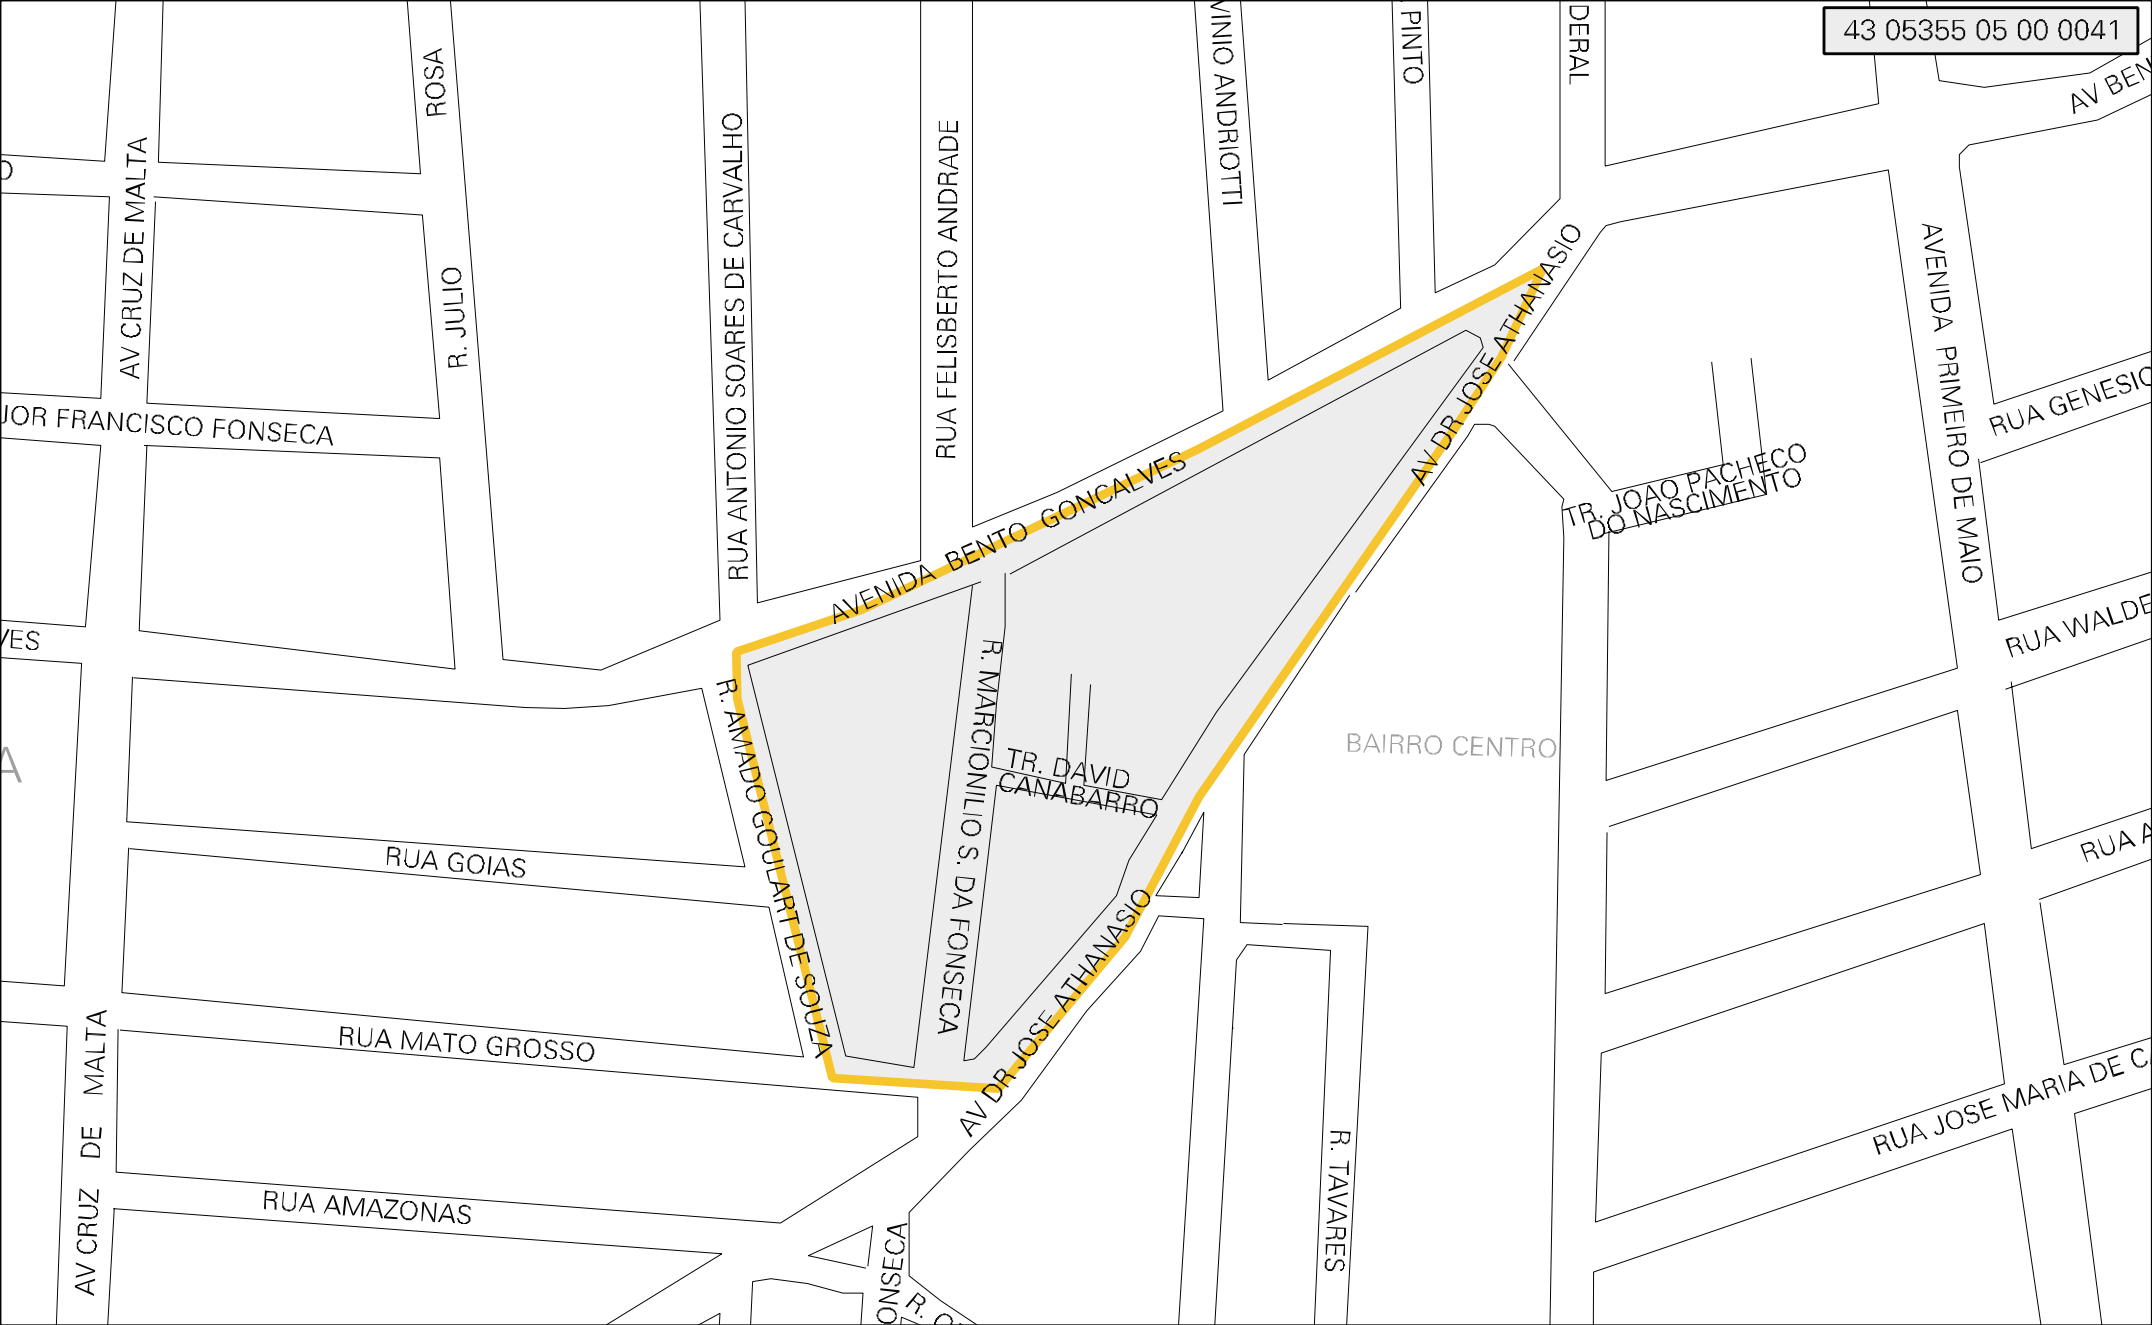 43 05355 05 00 0041
ROSA
VINIO ANDRIOTTI
PINTO
DERAL
AV BEN
O
AV CRUZ DE MALTA
R. JULIO
RUA ANTONIO SOARES DE CARVALHO
RUA FELISBERTO ANDRADE
AV DR JOSE ATHANASIO
AVENIDA PRIMEIRO DE MAIO
RUA GENESIO
JOR FRANCISCO FONSECA
TR. JOAO PACHECO
DO NASCIMENTO
AVENIDA BENTO GONCALVES
VES
RUA WALDE
R. AMADO GOULART DE SOUZA
R. MARCIONILIO S. DA FONSECA
TR. DAVID
CANABARRO
BAIRRO CENTRO
A
RUA GOIAS
RUA A
AV DR JOSE ATHANASIO
RUA MATO GROSSO
AV CRUZ DE MALTA
RUA JOSE MARIA DE CA
R. TAVARES
RUA AMAZONAS
ONSECA
R. O